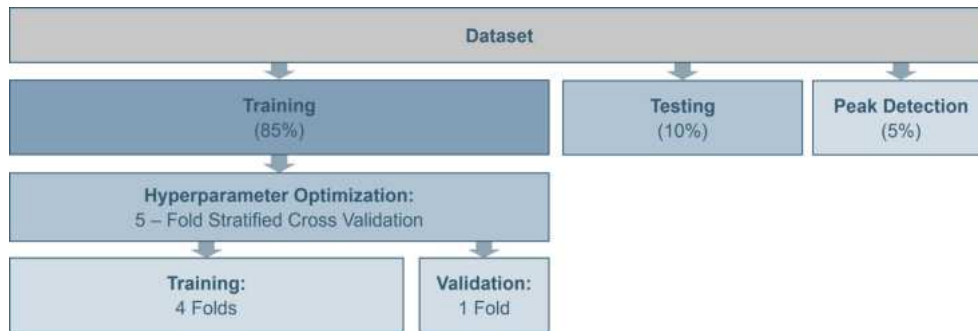 Dataset
Training
(85%)
Testing
(10%)
Peak Detection
(5%)
Hyperparameter Optimization:
5 – Fold Stratified Cross Validation
Training:
4 Folds
Validation:
1 Fold